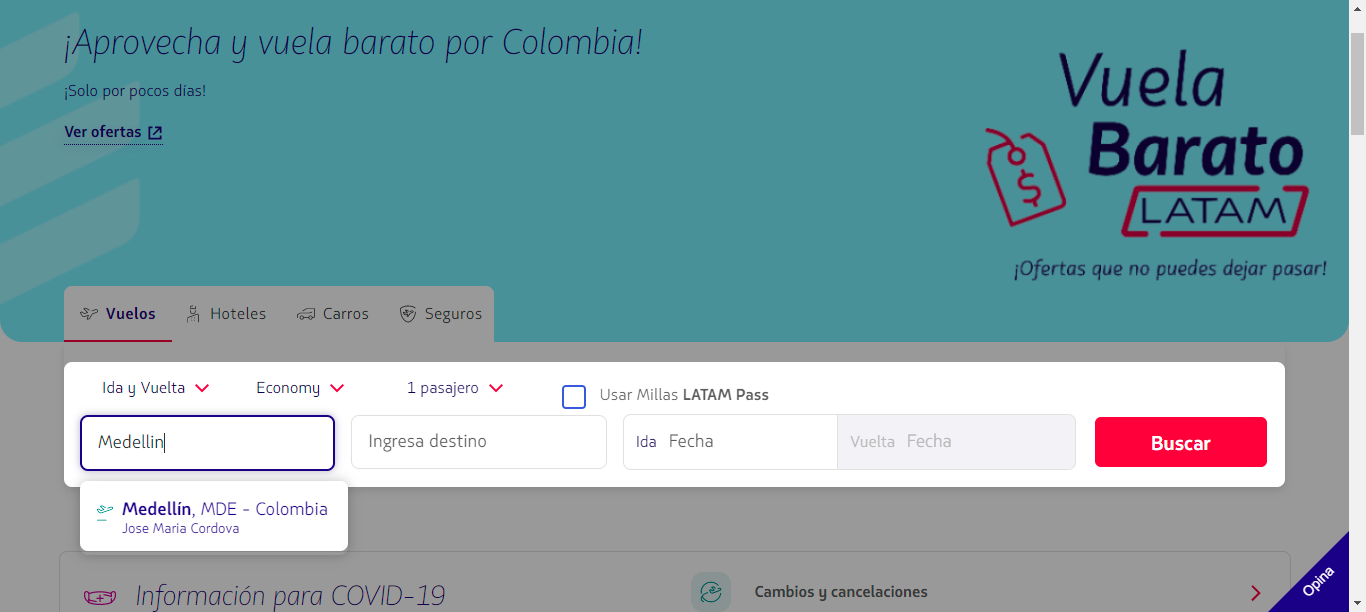 ¡Aprovecha y vuela barato por Colombia!
¡Solo por pocos días!
Ver ofertas
Vuela
Barato
LATAM
¡Ofertas que no puedes dejar pasar!
Vuelos Hoteles Carros Seguros
Ida y Vuelta Economy 1 pasajero Usar Millas LATAM Pass
Medellin Ingresa destino Ida Fecha Vuelta Fecha Buscar
Medellín, MDE - Colombia
Jose Maria Cordova
Información para COVID-19 Cambios y cancelaciones
Opina